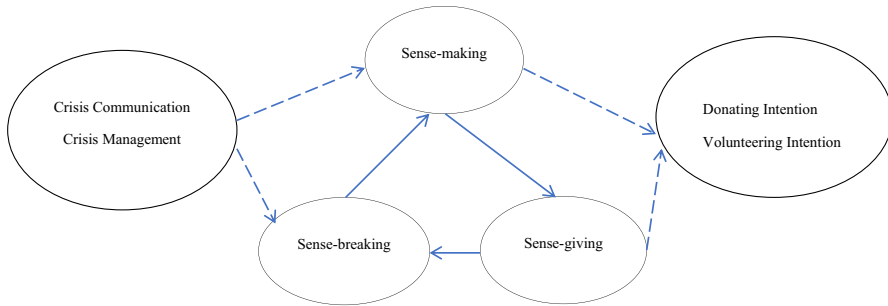 Sense-making
Crisis Communication
Crisis Management
Donating Intention
Volunteering Intention
Sense-breaking
Sense-giving